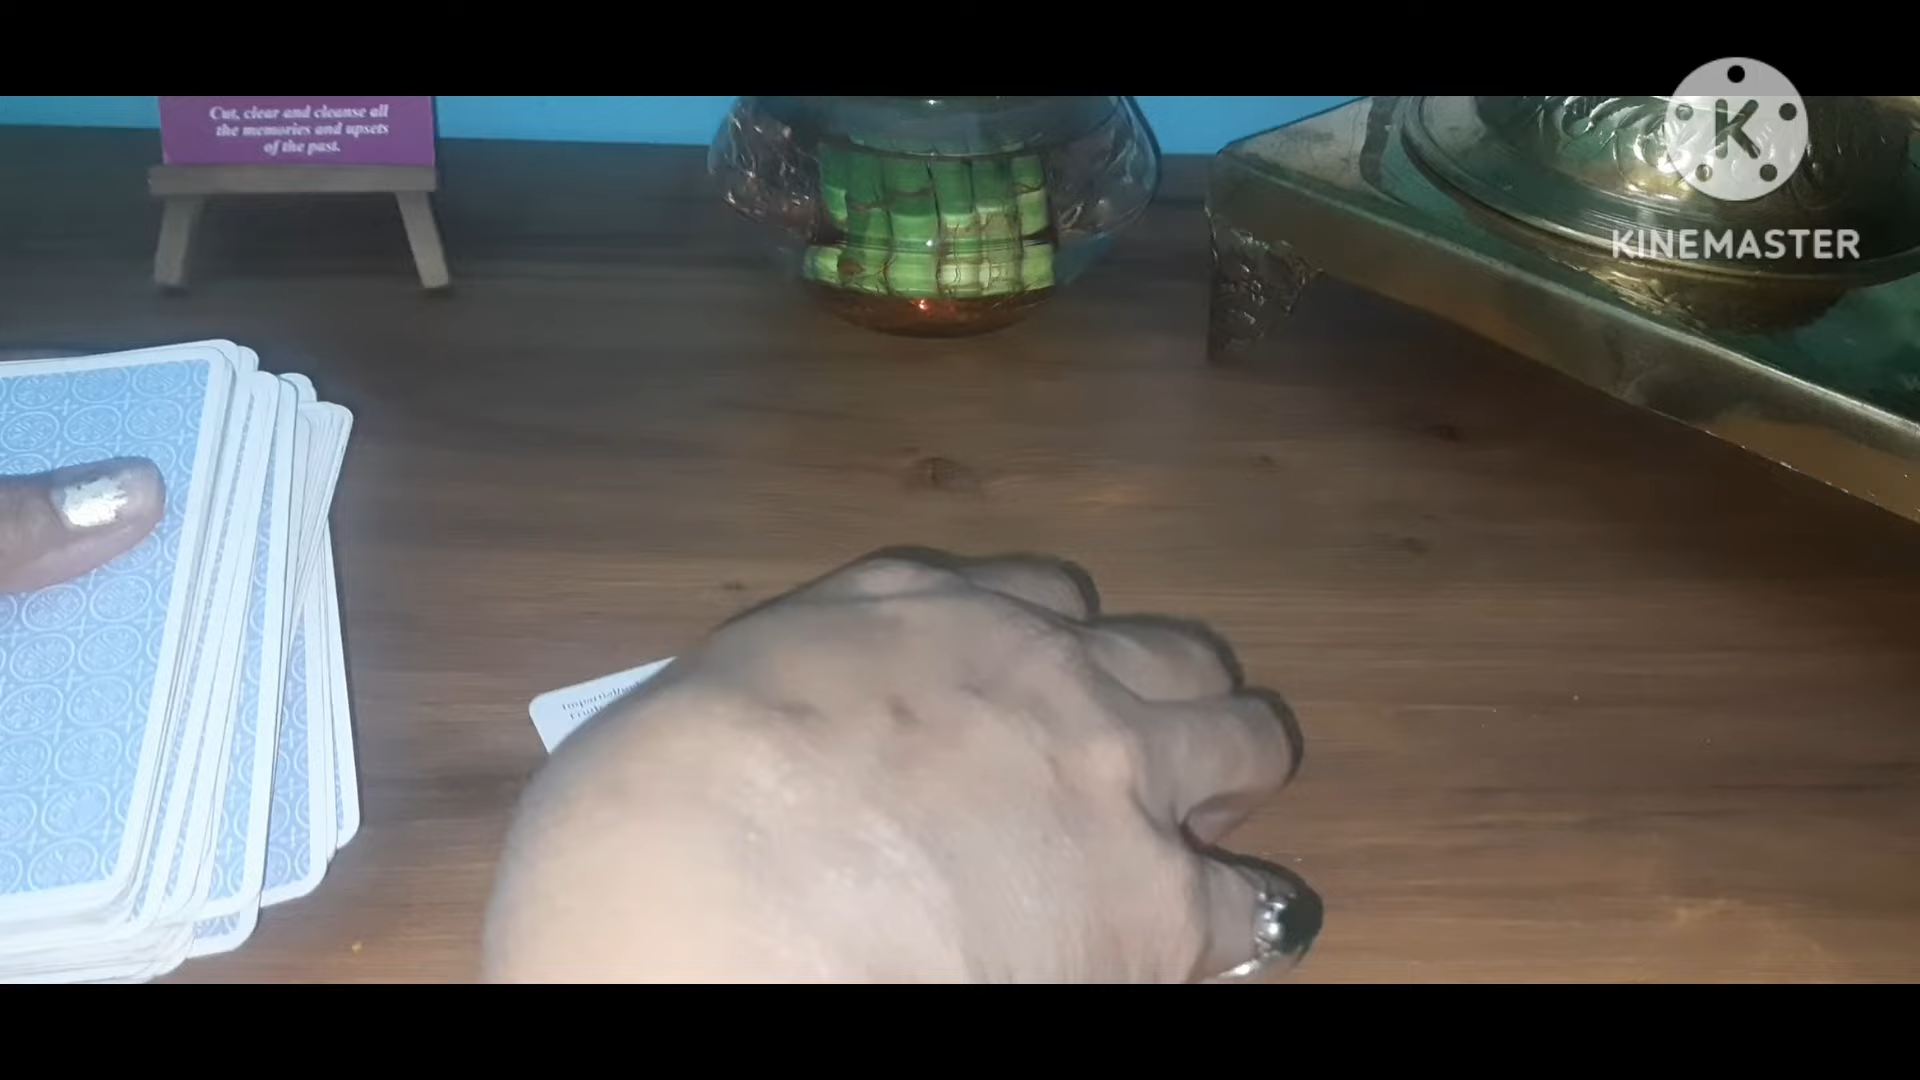 Cut, clear and cleanse all
the memories and upsets
of the past.
K
KINEMASTER